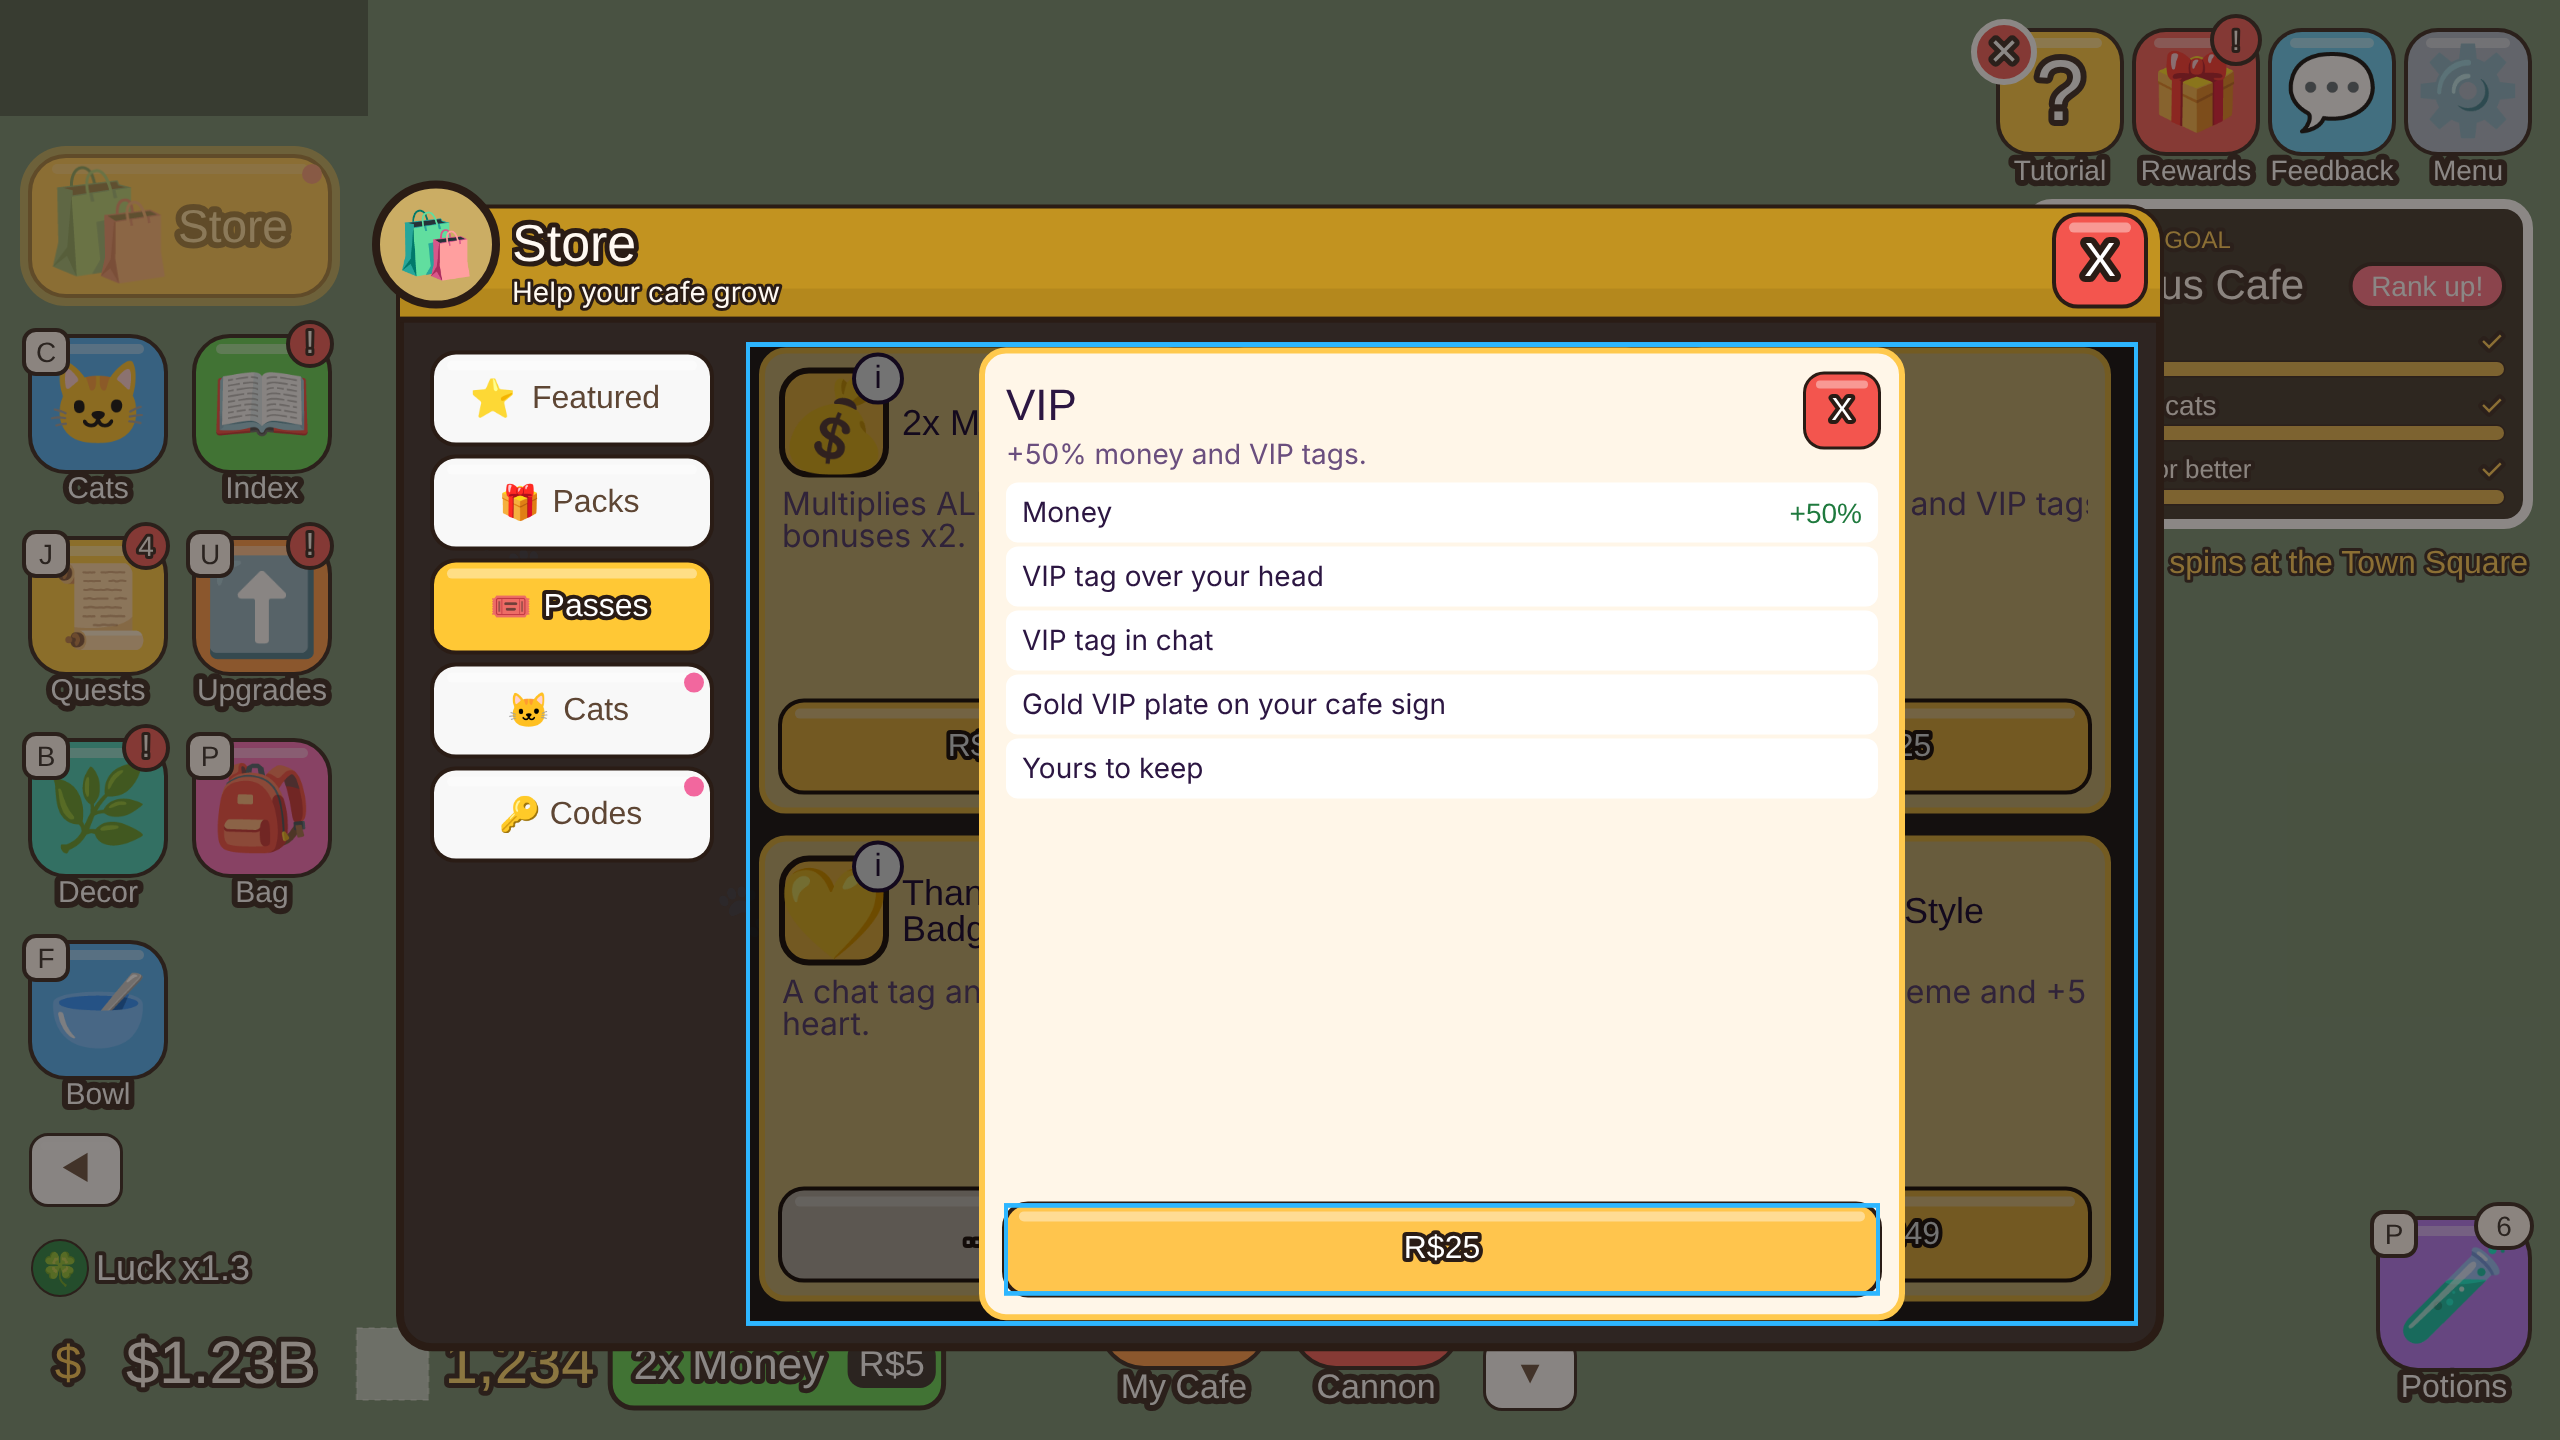 Tutorial
Rewards
Feedback
Menu
Store
Store
Help your cafe grow
X
GOAL
us Cafe
Rank up!
cats
or better
spins at the Town Square
C
Cats
Index
J
4
Quests
U
Upgrades
B
Decor
P
Bag
F
Bowl
Featured
Packs
Passes
Cats
Codes
i
2x M
Multiplies AL
bonuses x2.
R$
and VIP tags
25
i
Than
Badg
A chat tag an
heart.
Style
eme and +5
49
VIP
X
+50% money and VIP tags.
Money
+50%
VIP tag over your head
VIP tag in chat
Gold VIP plate on your cafe sign
Yours to keep
R$25
Luck x1.3
$ $1.23B
1,234
2x Money
R$5
My Cafe
Cannon
P
6
Potions